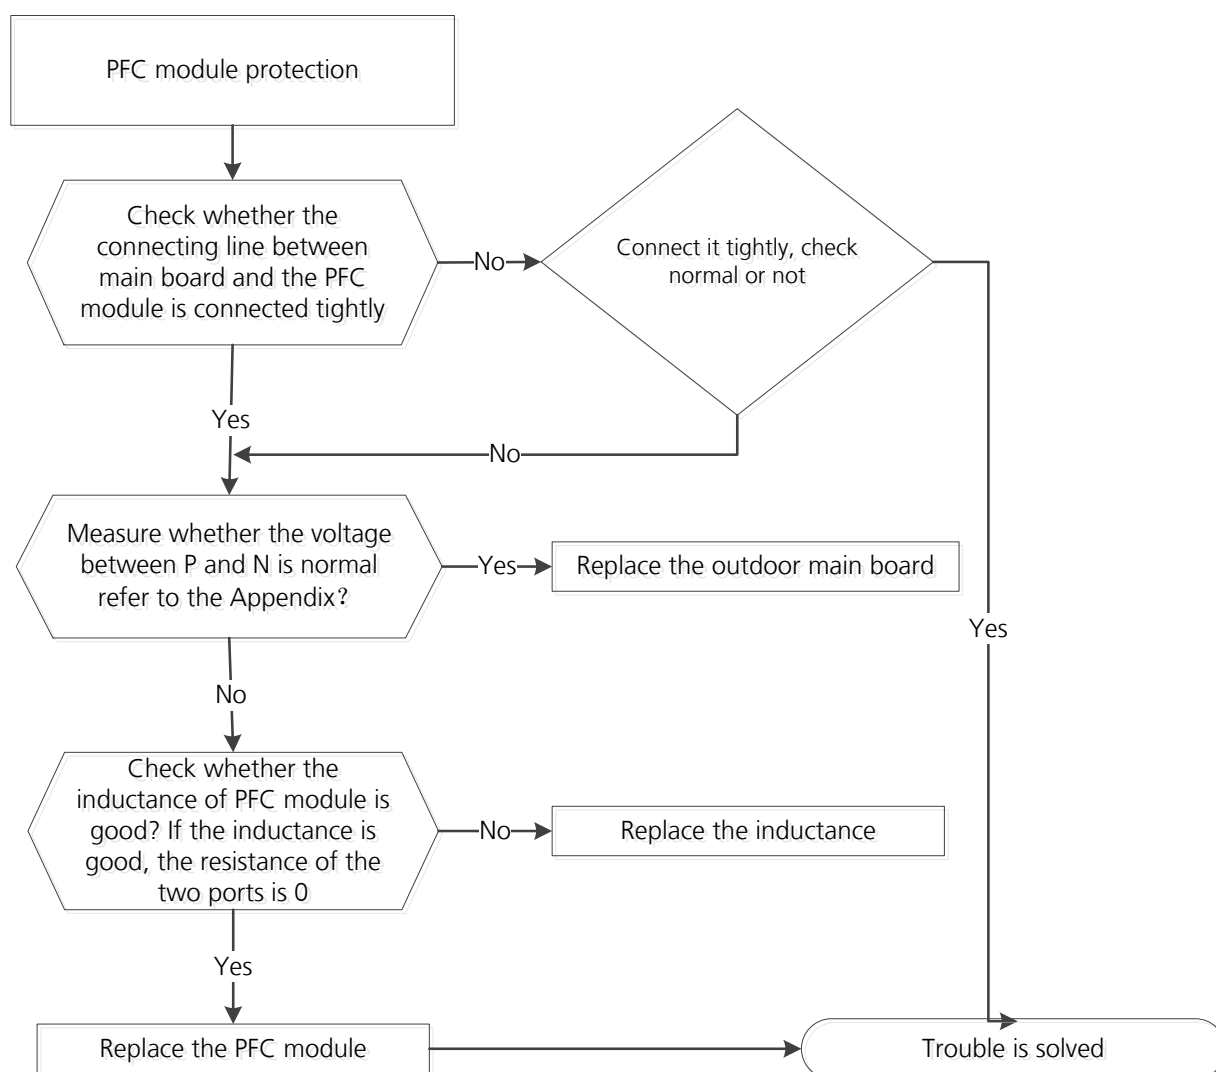 PFC module protection
Check whether the
connecting line between
main board and the PFC
module is connected tightly
No
Connect it tightly, check
normal or not
Yes
No
Measure whether the voltage
between P and N is normal
refer to the Appendix?
Yes
Replace the outdoor main board
Yes
No
Check whether the
inductance of PFC module is
good? If the inductance is
good, the resistance of the
two ports is 0
No
Replace the inductance
Yes
Replace the PFC module
Trouble is solved